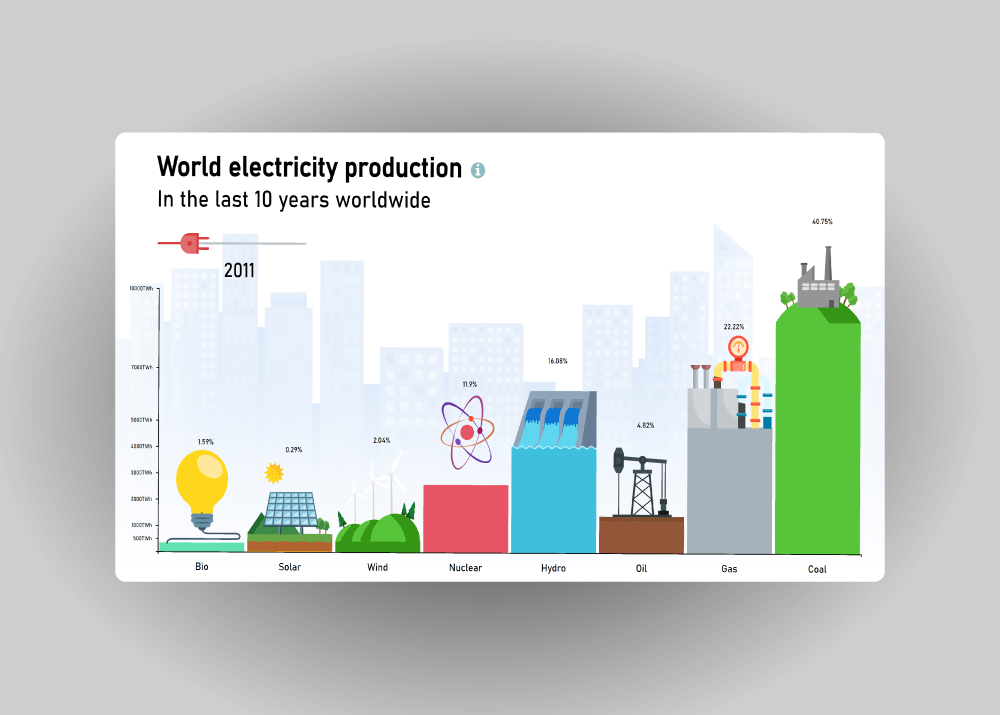 World electricity production i
In the last 10 years worldwide
2011
40.75%
22.22%
16.08%
11.9%
4.82%
2.04%
1.59%
0.29%
10000TWh
7000TWh
5000TWh
4000TWh
3000TWh
2000TWh
1000TWh
500TWh
Bio Solar Wind Nuclear Hydro Oil Gas Coal